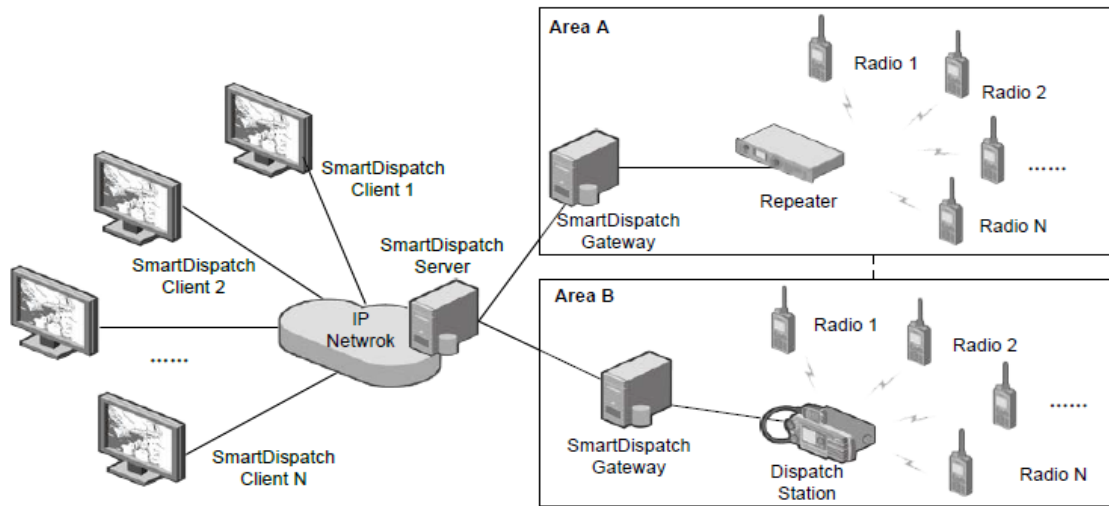 Area A
Radio 1
Radio 2
......
Radio N
Repeater
SmartDispatch
Gateway
SmartDispatch
Client 1
SmartDispatch
Client 2
......
SmartDispatch
Client N
SmartDispatch
Server
IP
Netwrok
Area B
Radio 1
Radio 2
......
Radio N
SmartDispatch
Gateway
Dispatch
Station